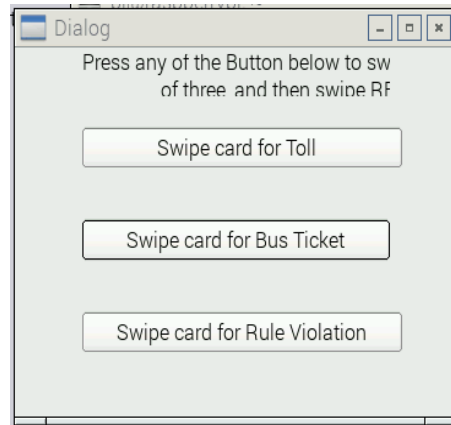 Dialog
Press any of the Button below to sw
of three and then swipe RF
Swipe card for Toll
Swipe card for Bus Ticket
Swipe card for Rule Violation